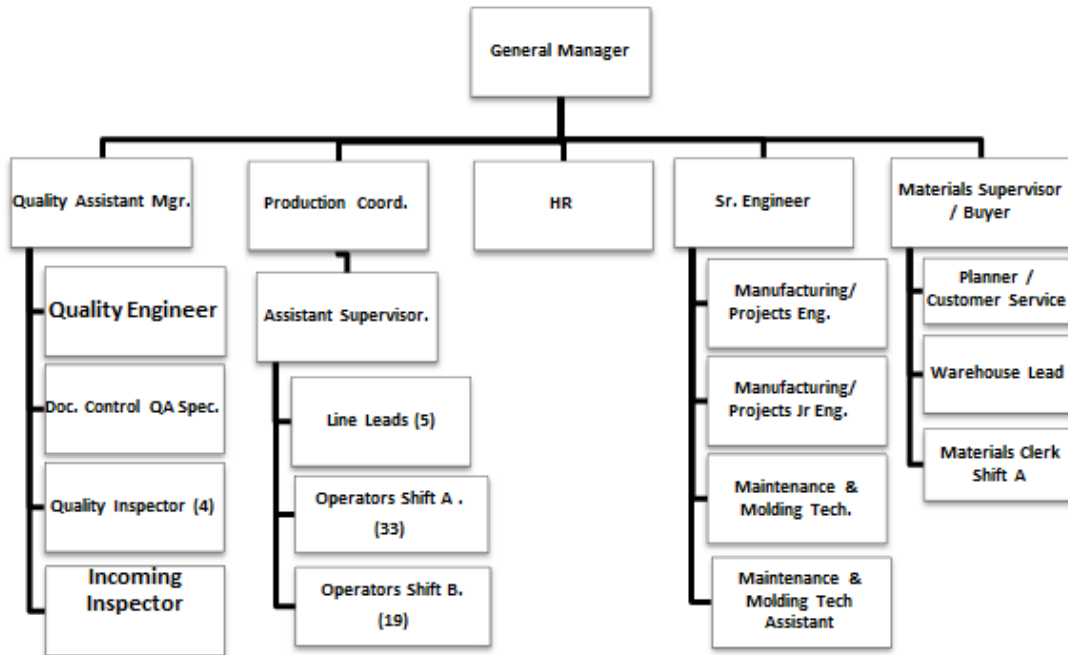 General Manager
Quality Assistant Mgr.
Production Coord.
HR
Sr. Engineer
Materials Supervisor
/ Buyer
Quality Engineer
Doc. Control QA Spec.
Quality Inspector (4)
Incoming
Inspector
Assistant Supervisor.
Line Leads (5)
Operators Shift A .
(33)
Operators Shift B.
(19)
Manufacturing/
Projects Eng.
Manufacturing/
Projects Jr Eng.
Maintenance &
Molding Tech.
Maintenance &
Molding Tech
Assistant
Planner /
Customer Service
Warehouse Lead
Materials Clerk
Shift A